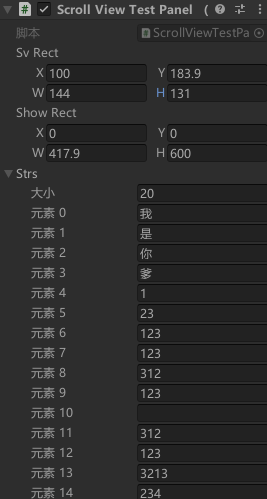 Scroll View Test Panel (
脚本 ScrollViewTestPa
Sv Rect
X 100 Y 183.9
W 144 H 131
Show Rect
X 0 Y 0
W 417.9 H 600
Strs
大小 20
元素 0 我
元素 1 是
元素 2 你
元素 3 爹
元素 4 1
元素 5 23
元素 6 123
元素 7 123
元素 8 312
元素 9 123
元素 10
元素 11 312
元素 12 123
元素 13 3213
元素 14 234